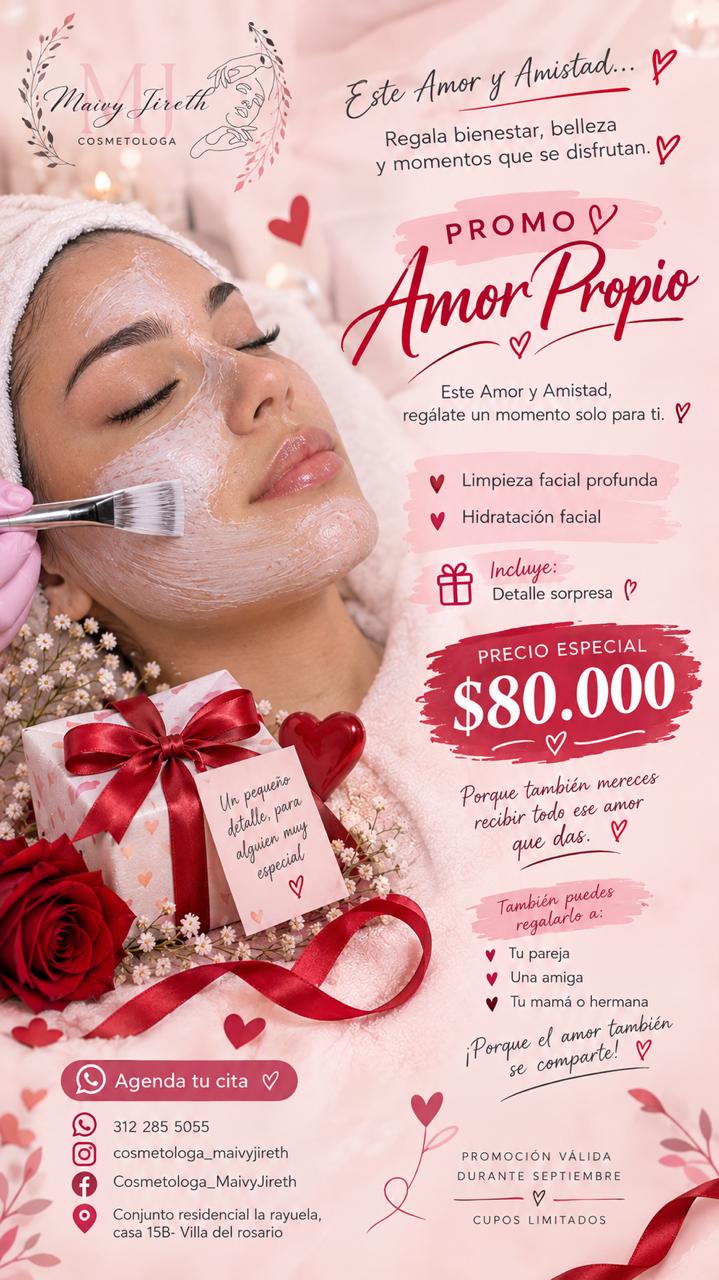 MJ
Maivy Jireth
COSMETOLOGA
Este Amor y Amistad...
Regala bienestar, belleza
y momentos que se disfrutan.
PROMO
Amor Propio
Este Amor y Amistad,
regálate un momento solo para ti.
Limpieza facial profunda
Hidratación facial
Incluye:
Detalle sorpresa
PRECIO ESPECIAL
$80.000
Porque también mereces
recibir todo ese amor
que das.
Un pequeño
detalle, para
alguien muy
especial
También puedes
regalarlo a:
Tu pareja
Una amiga
Tu mamá o hermana
¡Porque el amor también
se comparte!
Agenda tu cita
312 285 5055
cosmetologa_maivyjireth
Cosmetologa_MaivyJireth
Conjunto residencial la rayuela,
casa 15B- Villa del rosario
PROMOCIÓN VÁLIDA
DURANTE SEPTIEMBRE
CUPOS LIMITADOS